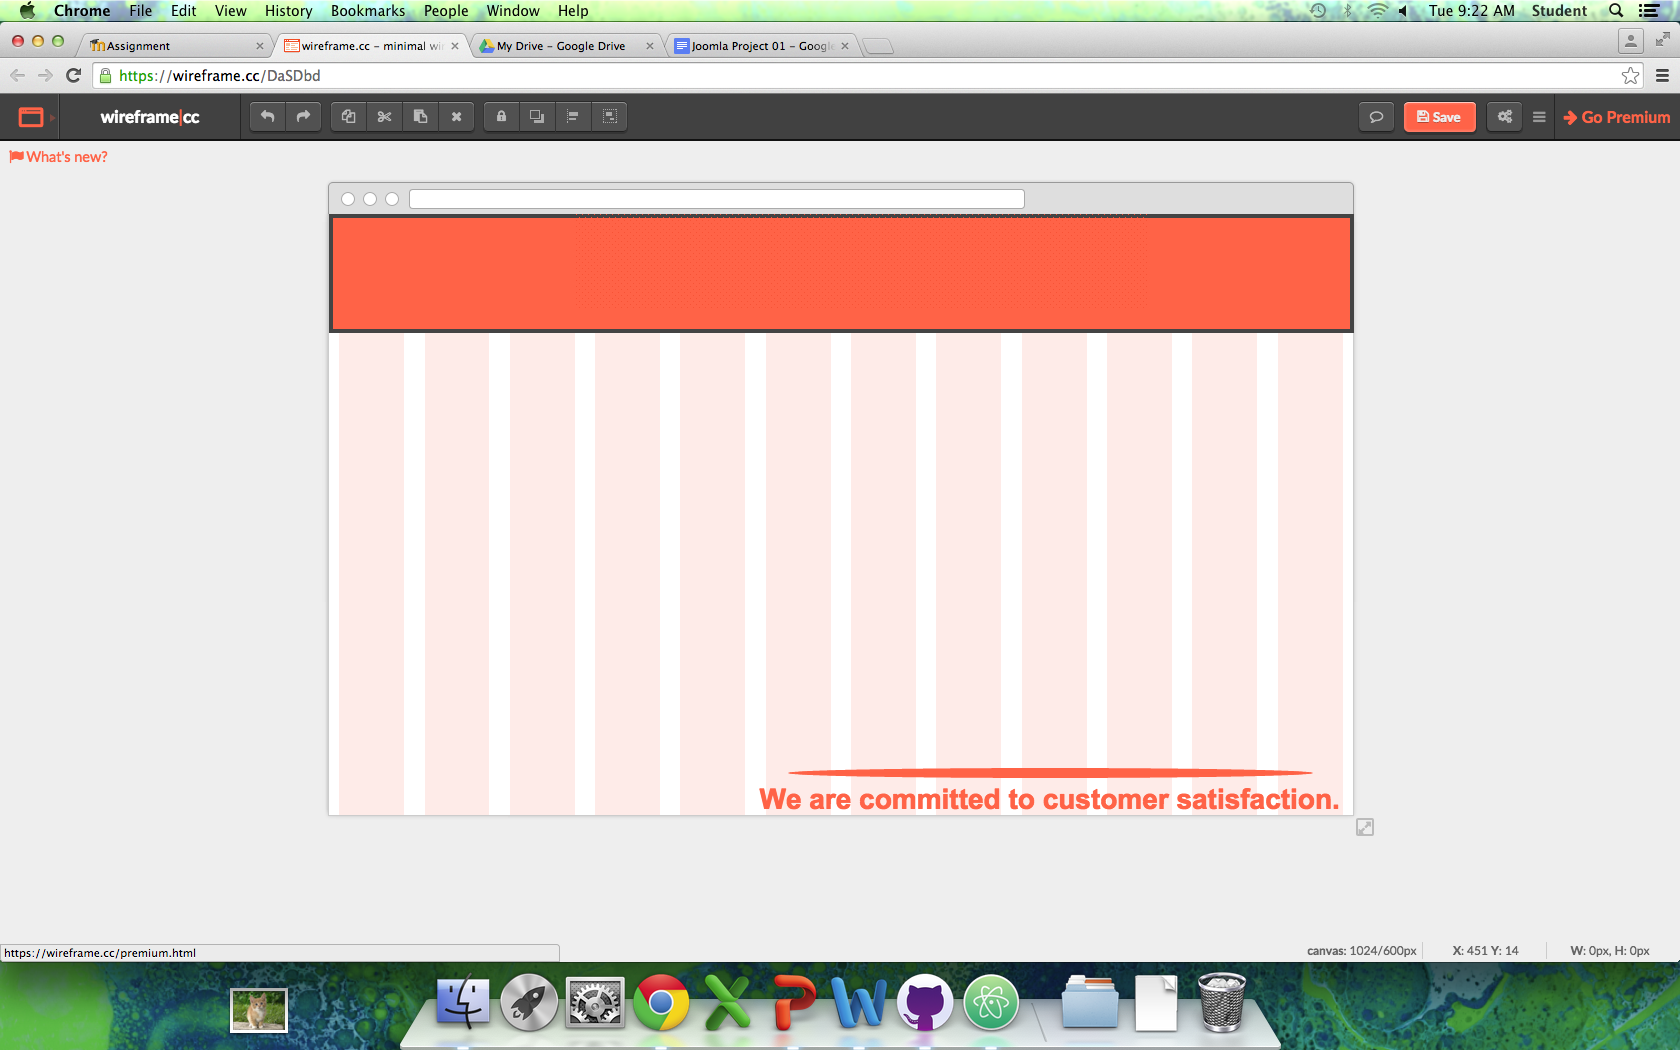 Chrome File Edit View History Bookmarks People Window Help Tue 9:22 AM Student
Assignment wireframe.cc – minimal wi My Drive – Google Drive Joomla Project 01 – Googl
https://wireframe.cc/DaSDbd
wireframe|cc Save Go Premium
What's new?
We are committed to customer satisfaction.
canvas: 1024/600px X: 451 Y: 14 W: 0px, H: 0px
https://wireframe.cc/premium.html